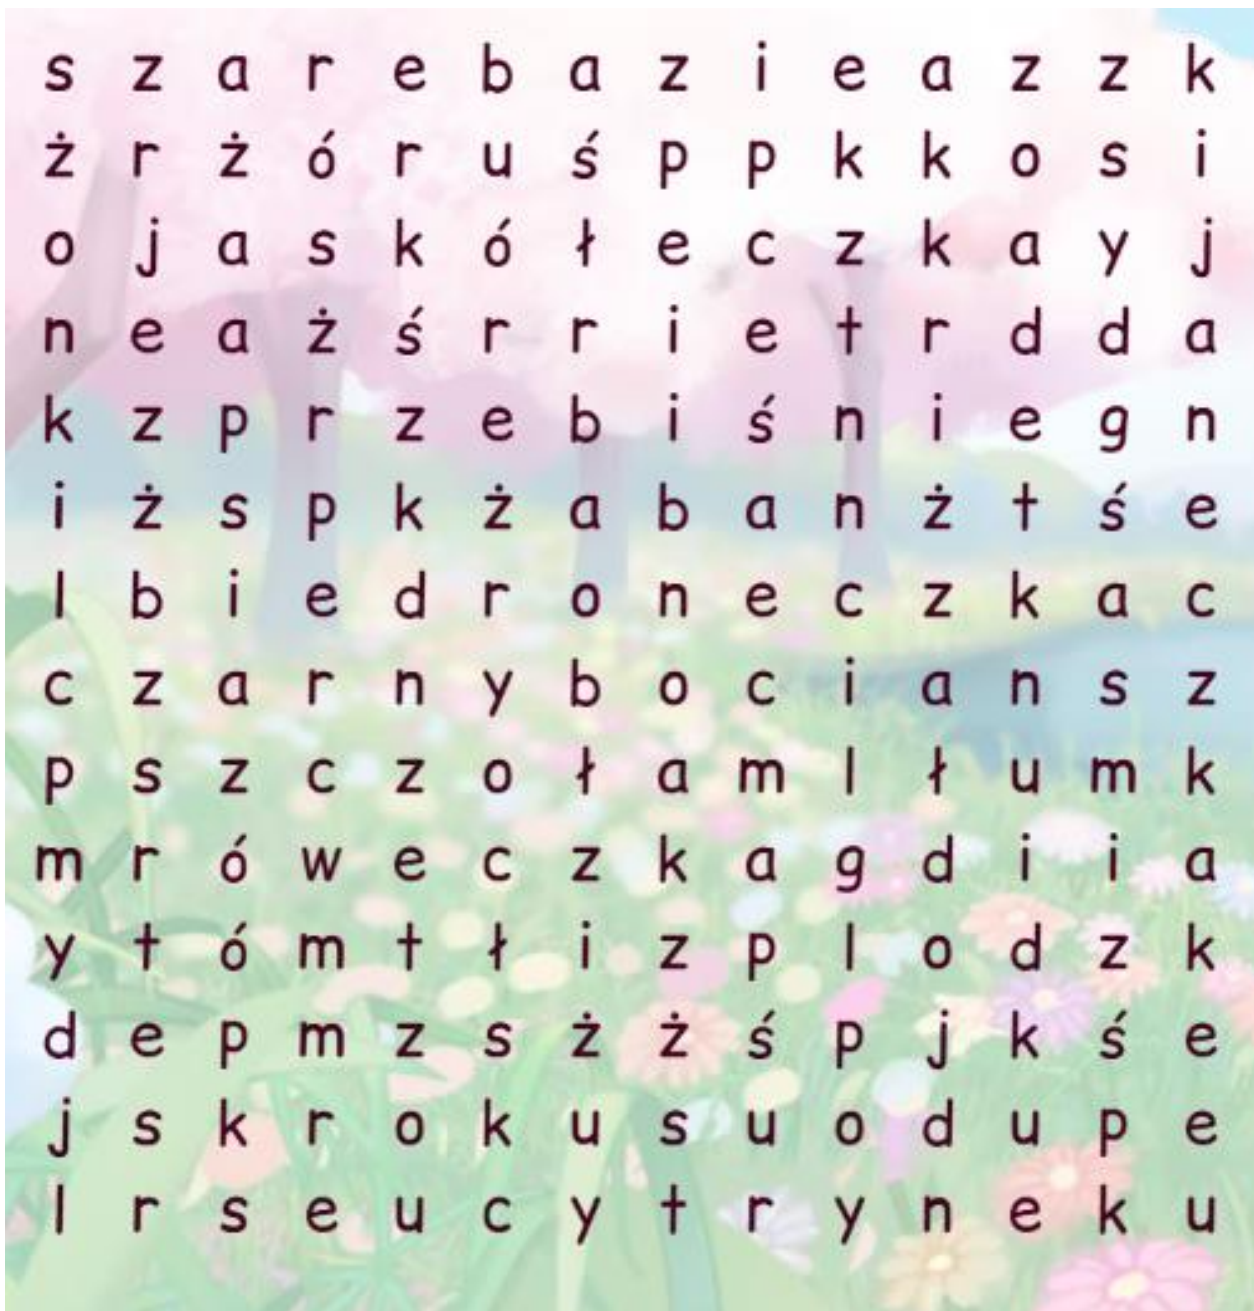 s z a r e b a z i e a z z k
ż r ż ó r u ś p p k k o s i
o j a s k ó ł e c z k a y j
n e a ż ś r r i e t r d d a
k z p r z e b i ś n i e g n
i ż s p k ż a b a n ż t ś e
l b i e d r o n e c z k a c
c z a r n y b o c i a n s z
p s z c z o ł a m l ł u m k
m r ó w e c z k a g d i i a
y t ó m t ł i z p l o d z k
d e p m z s ż ż ś p j k ś e
j s k r o k u s u o d u p e
l r s e u c y t r y n e k u